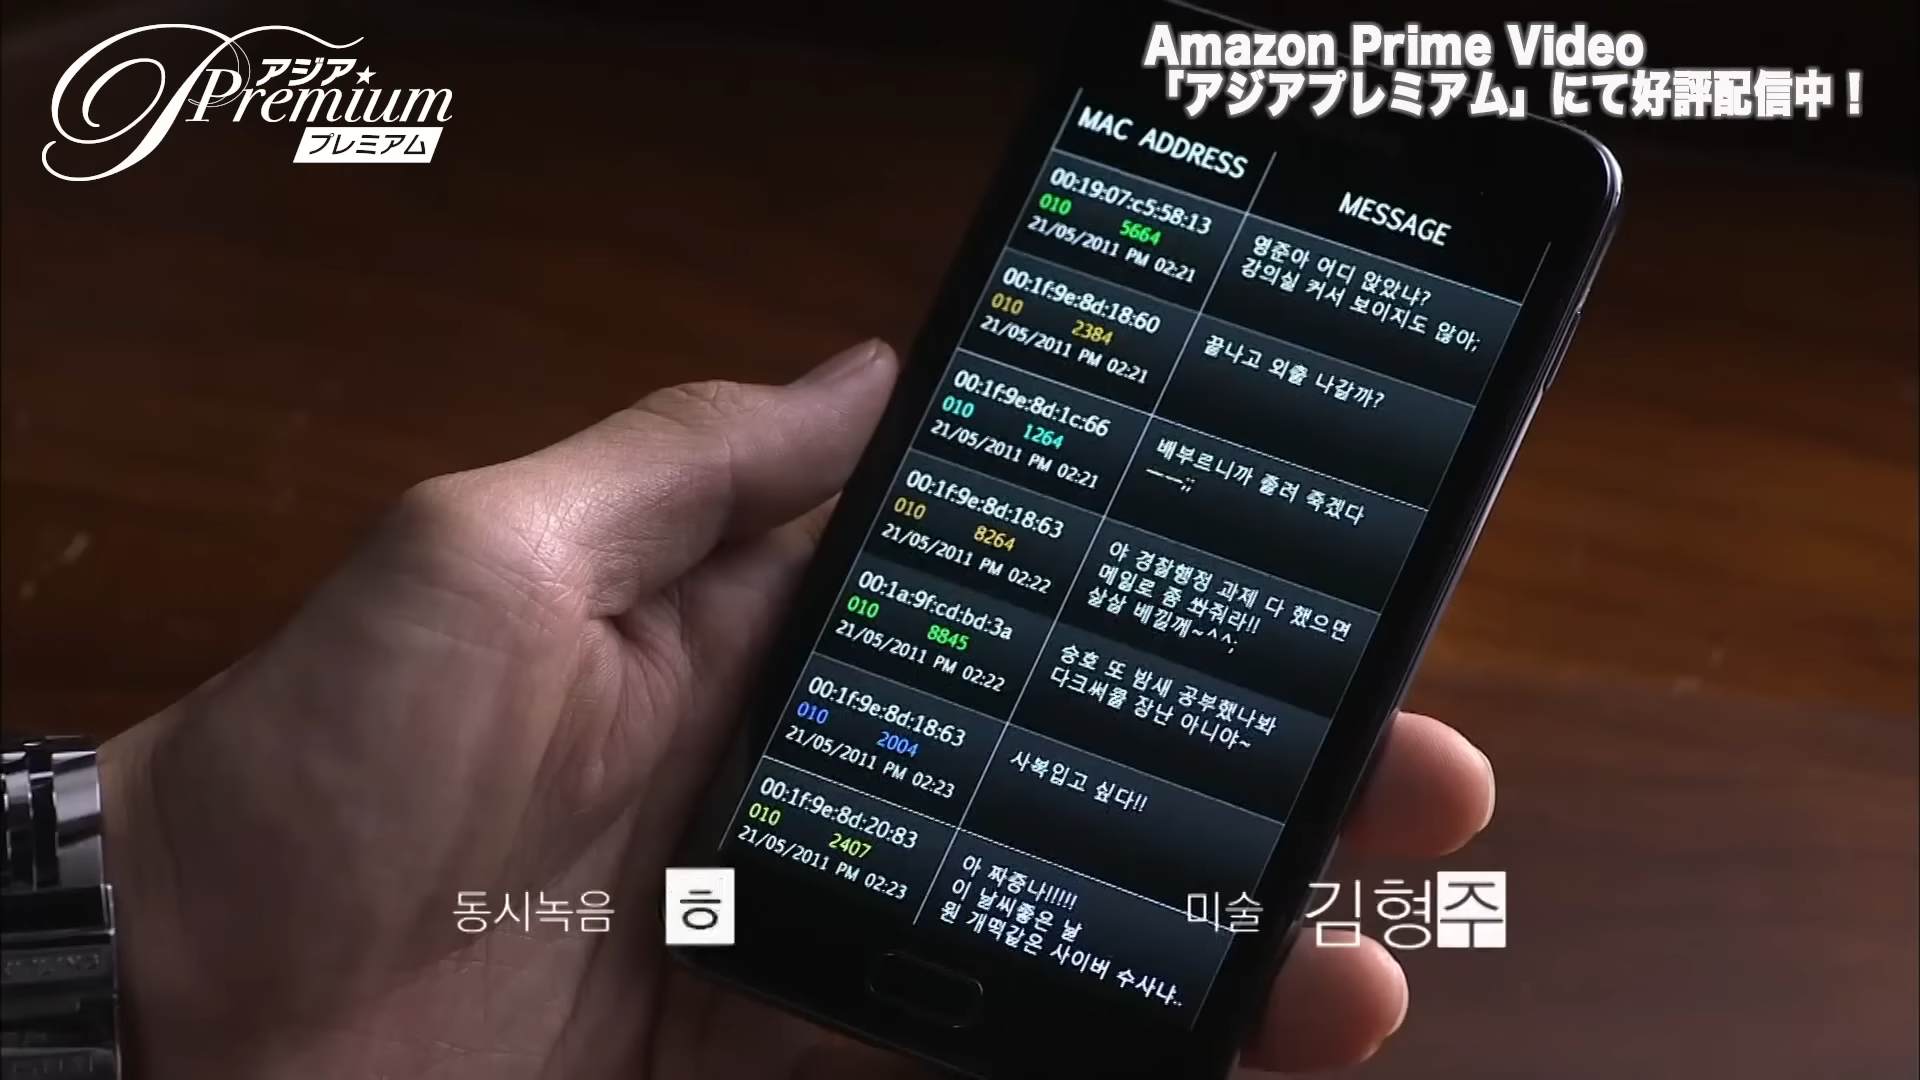 アジア★
Premium
プレミアム
Amazon Prime Video
「アジアプレミアム」にて好評配信中！
MAC ADDRESS
MESSAGE
00:19:07:c5:58:13
010 5664
21/05/2011 PM 02:21
영준아 어디 앉았냐?
강의실 커서 보이지도 않아;
00:1f:9e:8d:18:60
010 2384
21/05/2011 PM 02:21
끝나고 외출 나갈까?
00:1f:9e:8d:1c:66
010 1264
21/05/2011 PM 02:21
배부르니까 졸려 죽겠다
ㅡㅡ;;
00:1f:9e:8d:18:63
010 8264
21/05/2011 PM 02:22
야 경찰행정 과제 다 했으면
메일로 좀 쏴줘라!!
살살 베낄께~^^;
00:1a:9f:cd:bd:3a
010 8845
21/05/2011 PM 02:22
승호 또 밤새 공부했나봐
다크써클 장난 아니야~
00:1f:9e:8d:18:63
010 2004
21/05/2011 PM 02:23
사복입고 싶다!!
00:1f:9e:8d:20:83
010 2407
21/05/2011 PM 02:23
아 짜증나!!!!!
이 날씨좋은 날
뭔 개떡같은 사이버 수사냐..
동시녹음 하
미술 김형주